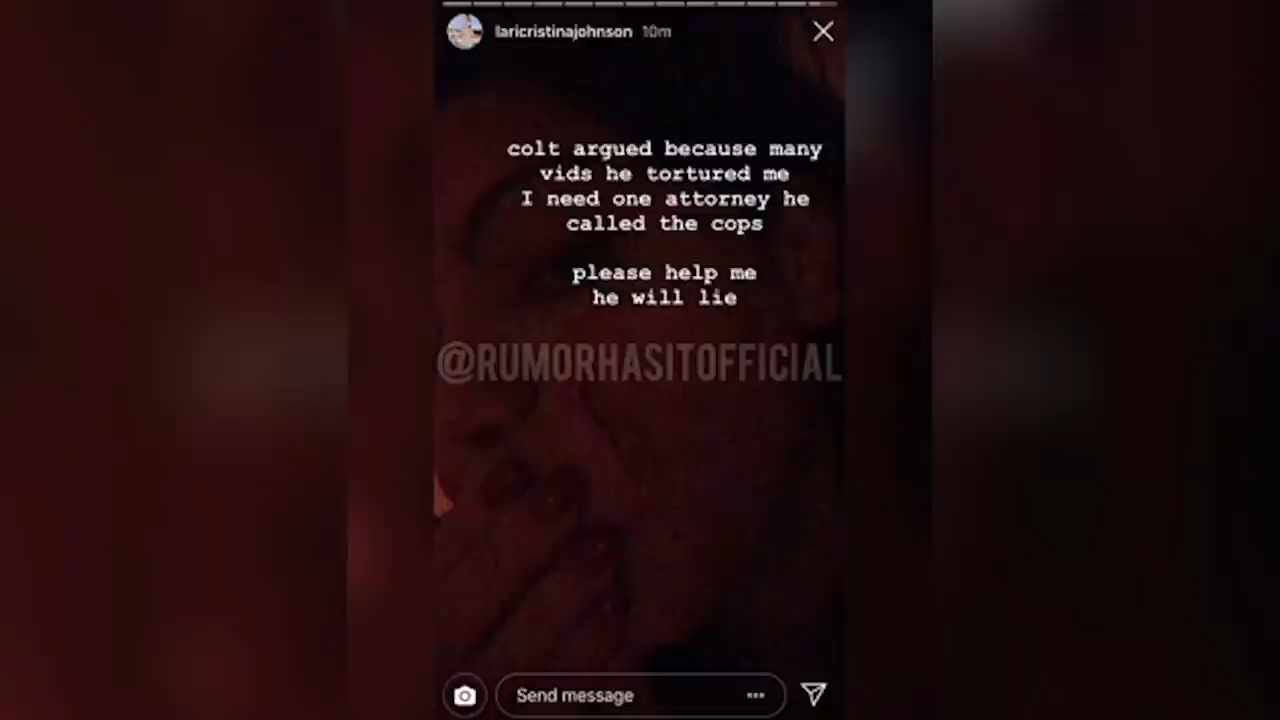 laricristinajohnson 10m
colt argued because many
vids he tortured me
I need one attorney he
called the cops
please help me
he will lie
@RUMORHASITOFFICIAL
Send message